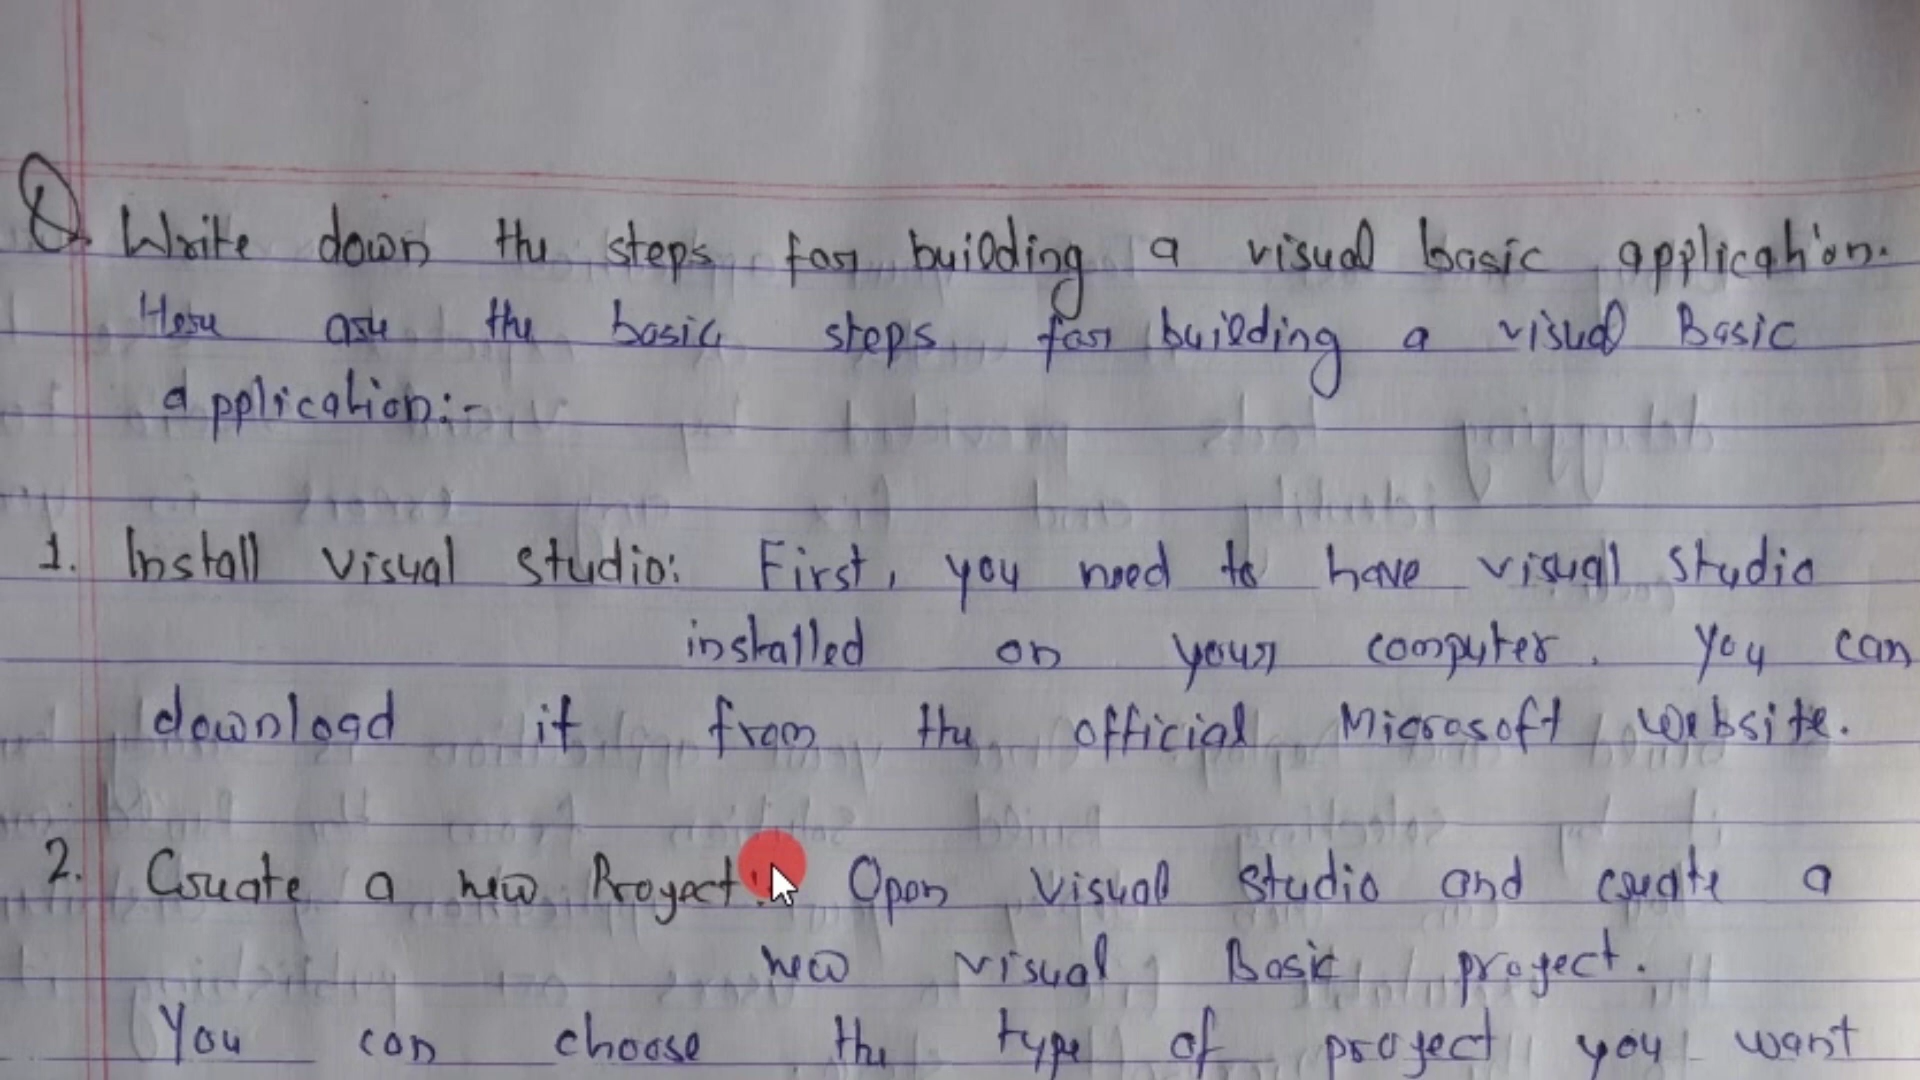 Q. Write down the steps for building a visual basic application.
Here are the basic steps for building a visual Basic
application:-
1. Install visual studio: First, you need to have visual studio
installed on your computer. You can
download it from the official Microsoft website.
2. Create a new Proyect: Open visual studio and create a
new visual Basic proyect.
You can choose the type of proyect you want